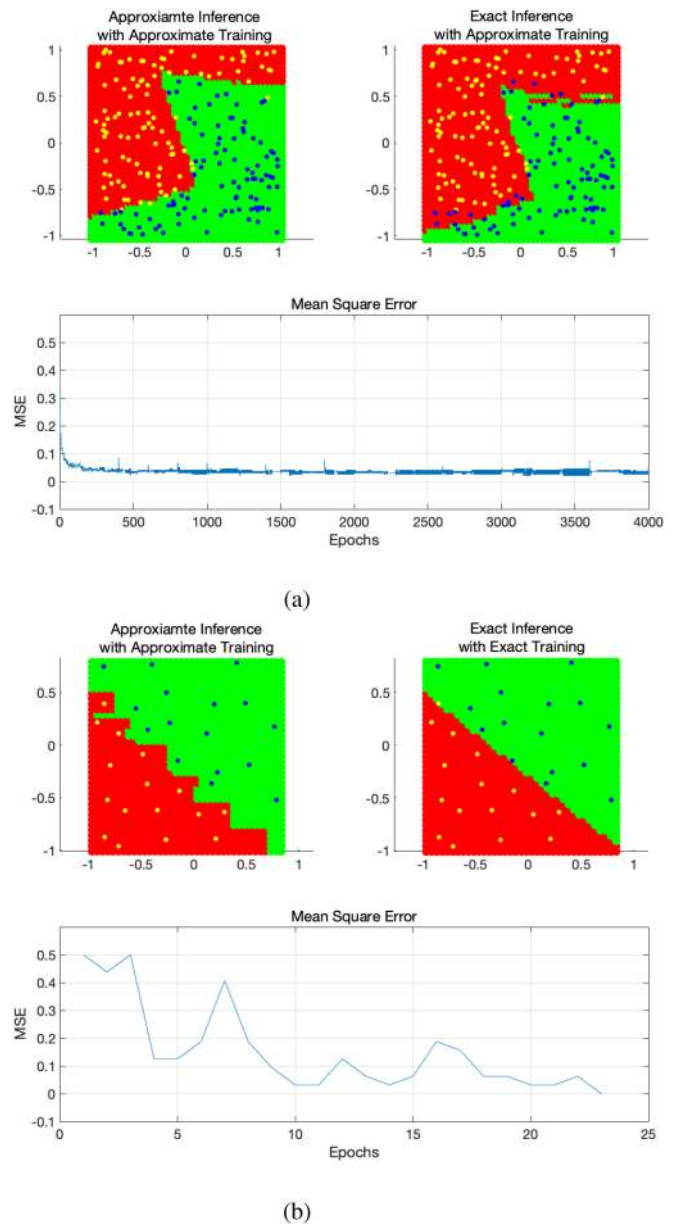 Approxiamte Inference
with Approximate Training
Exact Inference
with Approximate Training
1
0.5
0
-0.5
-1
-1 -0.5 0 0.5 1
1
0.5
0
-0.5
-1
-1 -0.5 0 0.5 1
Mean Square Error
0.5
0.4
0.3
0.2
0.1
0
-0.1
MSE
0 500 1000 1500 2000 2500 3000 3500 4000
Epochs
(a)
Approxiamte Inference
with Approximate Training
Exact Inference
with Exact Training
0.5
0
-0.5
-1
-1 -0.5 0 0.5 1
0.5
0
-0.5
-1
-1 -0.5 0 0.5 1
Mean Square Error
0.5
0.4
0.3
0.2
0.1
0
-0.1
MSE
0 5 10 15 20 25
Epochs
(b)